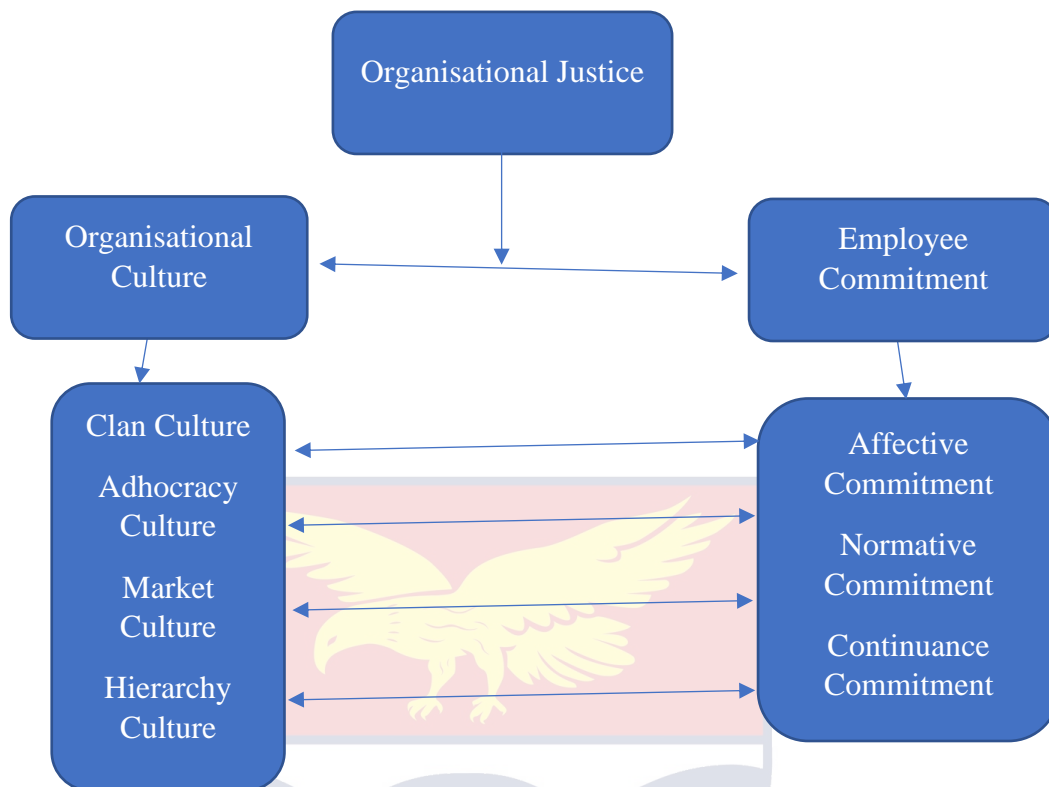 Organisational Justice
Organisational
Culture
Employee
Commitment
Clan Culture
Adhocracy
Culture
Market
Culture
Hierarchy
Culture
Affective
Commitment
Normative
Commitment
Continuance
Commitment